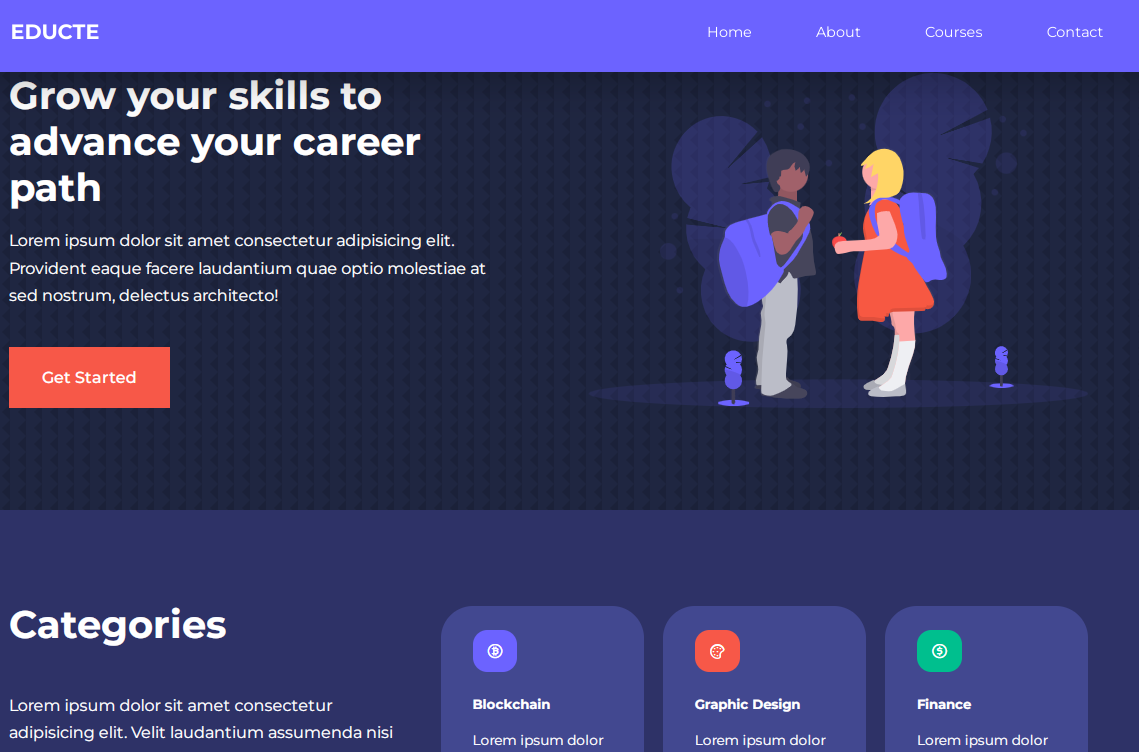 EDUCTE
Home
About
Courses
Contact
Grow your skills to
advance your career
path
Lorem ipsum dolor sit amet consectetur adipisicing elit.
Provident eaque facere laudantium quae optio molestiae at
sed nostrum, delectus architecto!
Get Started
Categories
Lorem ipsum dolor sit amet consectetur
adipisicing elit. Velit laudantium assumenda nisi
Blockchain
Lorem ipsum dolor
Graphic Design
Lorem ipsum dolor
Finance
Lorem ipsum dolor